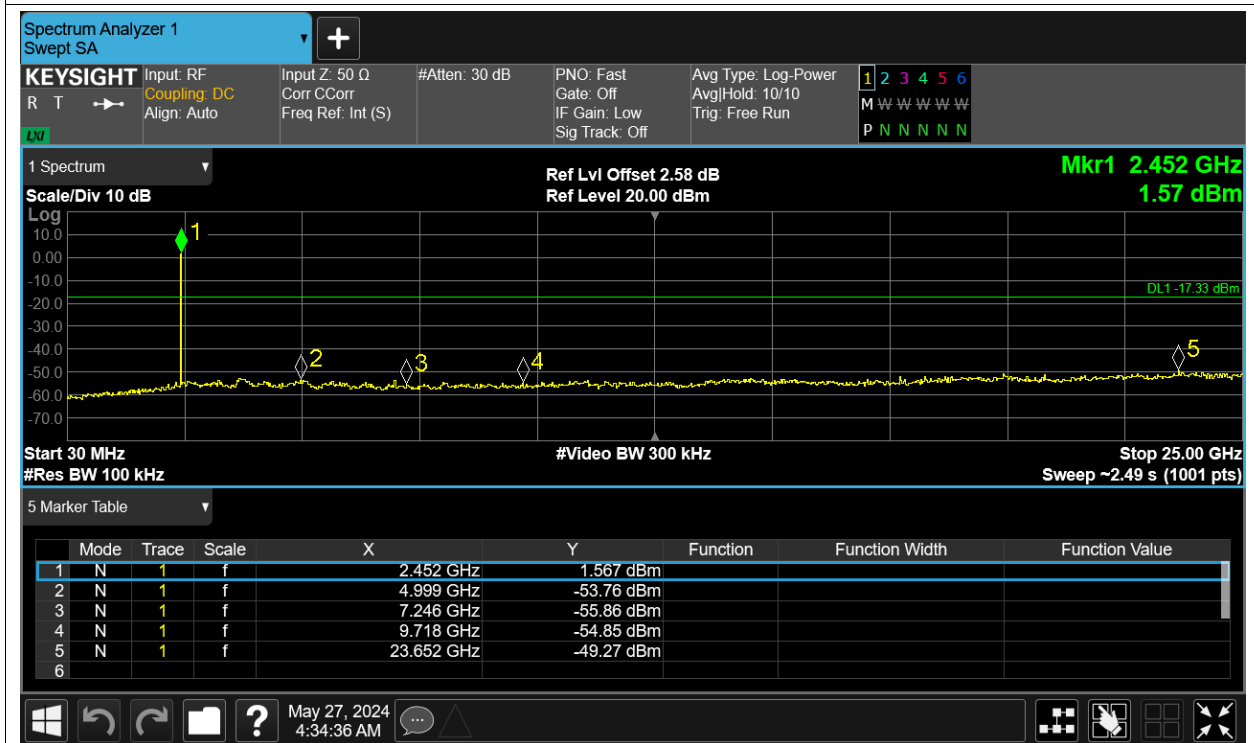 Spectrum Analyzer 1
Swept SA
KEYSIGHT Input: RF Input Z: 50 Ω #Atten: 30 dB PNO: Fast Avg Type: Log-Power 1 2 3 4 5 6
R T Coupling: DC Corr CCorr Gate: Off Avg|Hold: 10/10 M W W W W W
Align: Auto Freq Ref: Int (S) IF Gain: Low Trig: Free Run
LXI Sig Track: Off P N N N N N
1 Spectrum Ref Lvl Offset 2.58 dB Mkr1 2.452 GHz
Scale/Div 10 dB Ref Level 20.00 dBm 1.57 dBm
Log
10.0 1
0.00
-10.0
DL1 -17.33 dBm
-20.0
-30.0
-40.0 2 3 4 5
-50.0
-60.0
-70.0
Start 30 MHz #Video BW 300 kHz Stop 25.00 GHz
#Res BW 100 kHz Sweep ~2.49 s (1001 pts)
5 Marker Table
Mode Trace Scale X Y Function Function Width Function Value
1 N 1 f 2.452 GHz 1.567 dBm
2 N 1 f 4.999 GHz -53.76 dBm
3 N 1 f 7.246 GHz -55.86 dBm
4 N 1 f 9.718 GHz -54.85 dBm
5 N 1 f 23.652 GHz -49.27 dBm
6
? May 27, 2024
4:34:36 AM